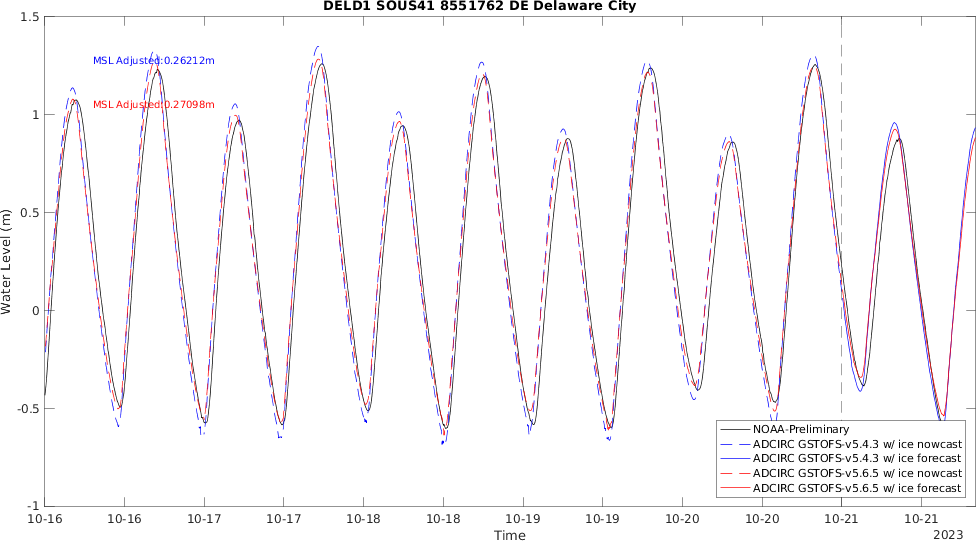 DELD1 SOUS41 8551762 DE Delaware City
1.5
MSL Adjusted:0.26212m
MSL Adjusted:0.27098m
1
0.5
0
-0.5
-1
Water Level (m)
NOAA-Preliminary
ADCIRC GSTOFS-v5.4.3 w/ ice nowcast
ADCIRC GSTOFS-v5.4.3 w/ ice forecast
ADCIRC GSTOFS-v5.6.5 w/ ice nowcast
ADCIRC GSTOFS-v5.6.5 w/ ice forecast
10-16 10-16 10-17 10-17 10-18 10-18 10-19 10-19 10-20 10-20 10-21 10-21
Time
2023